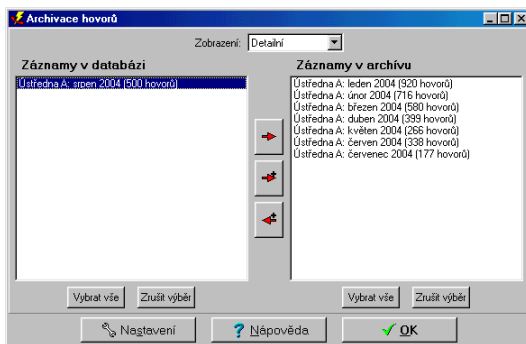 Archivace hovorů
Zobrazení: Detailní
Záznamy v databázi
Ústředna A: srpen 2004 (500 hovorů)
Záznamy v archívu
Ústředna A: leden 2004 (920 hovorů)
Ústředna A: únor 2004 (716 hovorů)
Ústředna A: březen 2004 (580 hovorů)
Ústředna A: duben 2004 (399 hovorů)
Ústředna A: květen 2004 (266 hovorů)
Ústředna A: červen 2004 (338 hovorů)
Ústředna A: červenec 2004 (177 hovorů)
Vybrat vše Zrušit výběr
Vybrat vše Zrušit výběr
Nastavení ? Nápověda OK